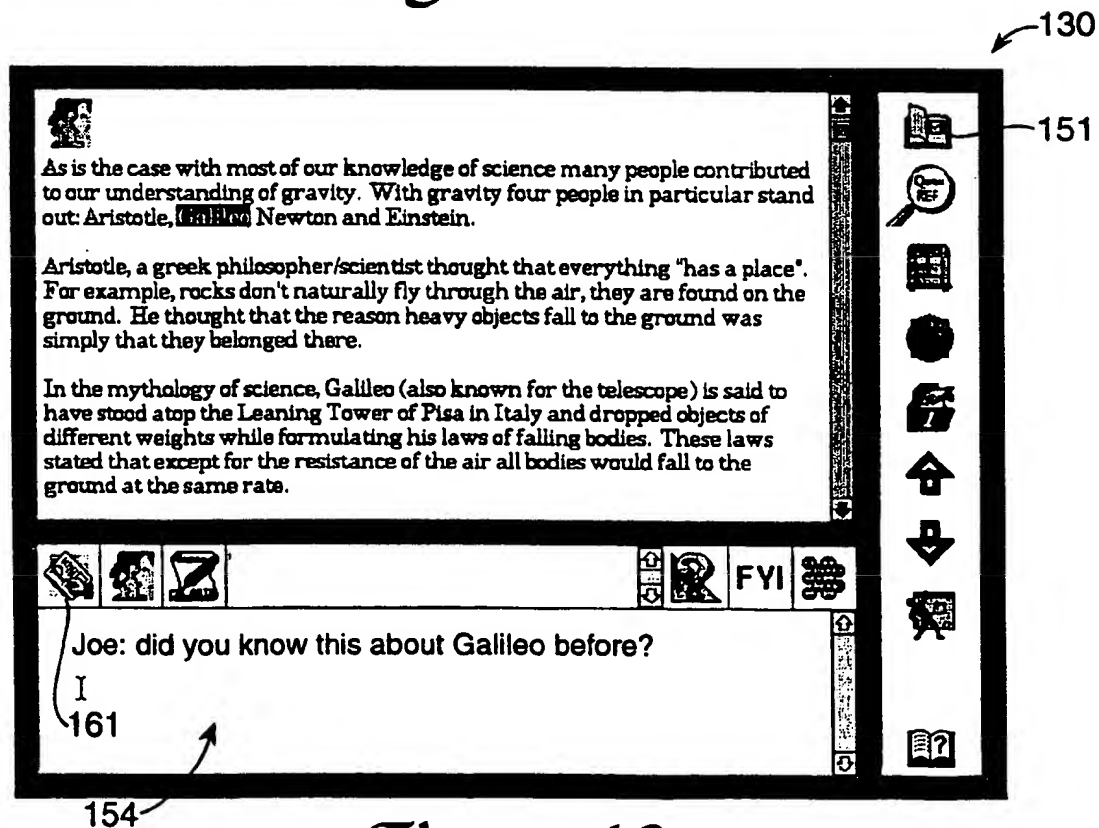 130
151
As is the case with most of our knowledge of science many people contributed
to our understanding of gravity. With gravity four people in particular stand
out: Aristotle, Galileo, Newton and Einstein.
Aristotle, a greek philosopher/scientist thought that everything "has a place".
For example, rocks don't naturally fly through the air, they are found on the
ground. He thought that the reason heavy objects fall to the ground was
simply that they belonged there.
In the mythology of science, Galileo (also known for the telescope) is said to
have stood atop the Leaning Tower of Pisa in Italy and dropped objects of
different weights while formulating his laws of falling bodies. These laws
stated that except for the resistance of the air all bodies would fall to the
ground at the same rate.
REF
1
R FYI
Joe: did you know this about Galileo before?
161
?
154